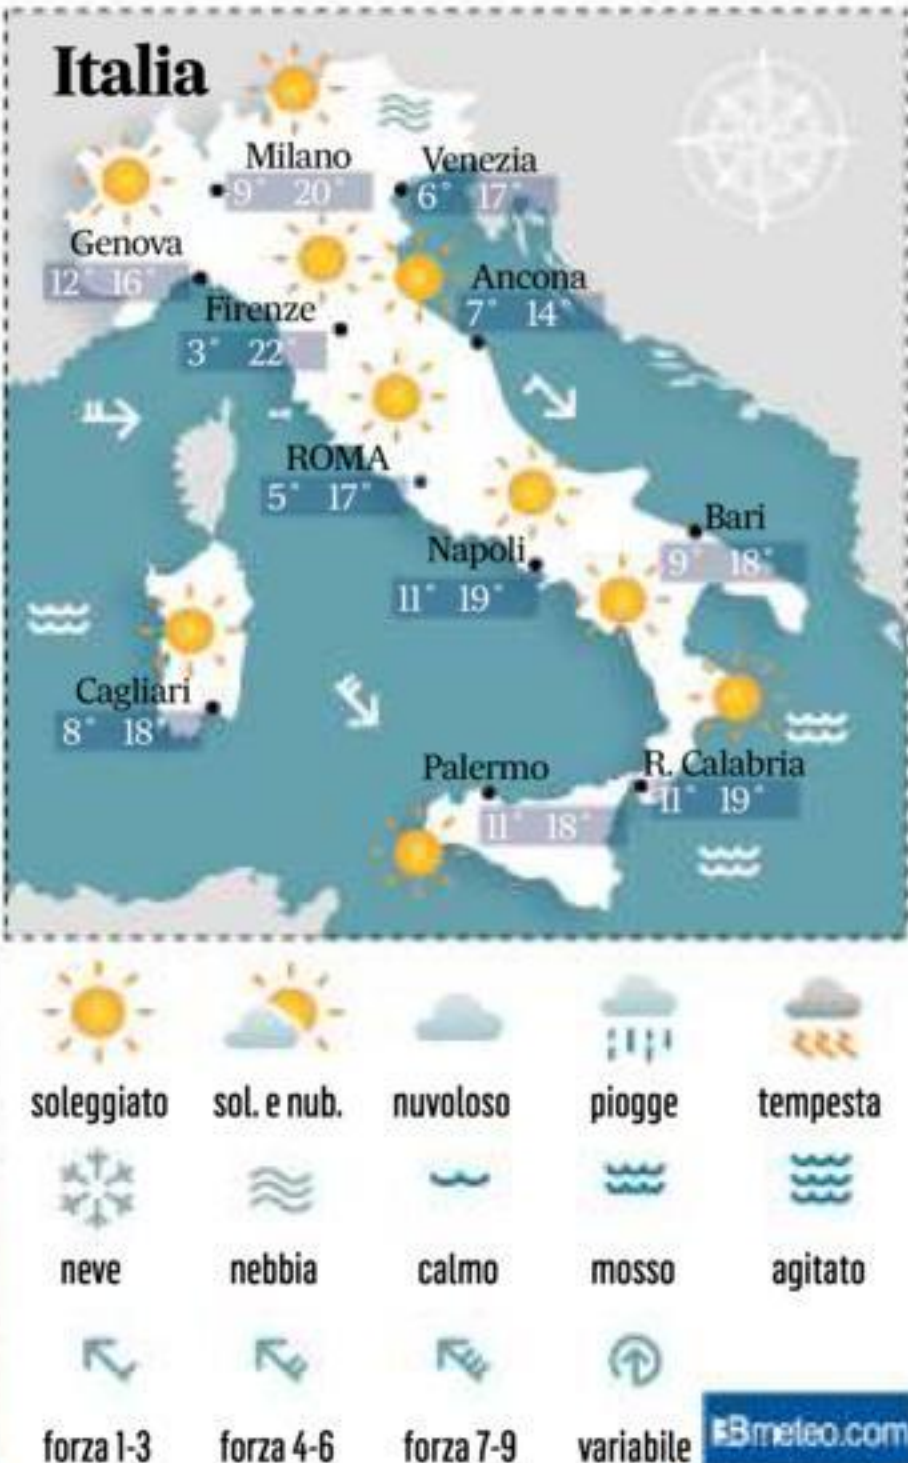 Italia
Milano
9° 20°
Venezia
6° 17°
Genova
12° 16°
Ancona
7° 14°
Firenze
3° 22°
ROMA
5° 17°
Bari
9° 18°
Napoli
11° 19°
Cagliari
8° 18°
Palermo
11° 18°
R. Calabria
11° 19°
soleggiato sol. e nub. nuvoloso piogge tempesta
neve nebbia calmo mosso agitato
forza 1-3 forza 4-6 forza 7-9 variabile
3Bmeteo.com